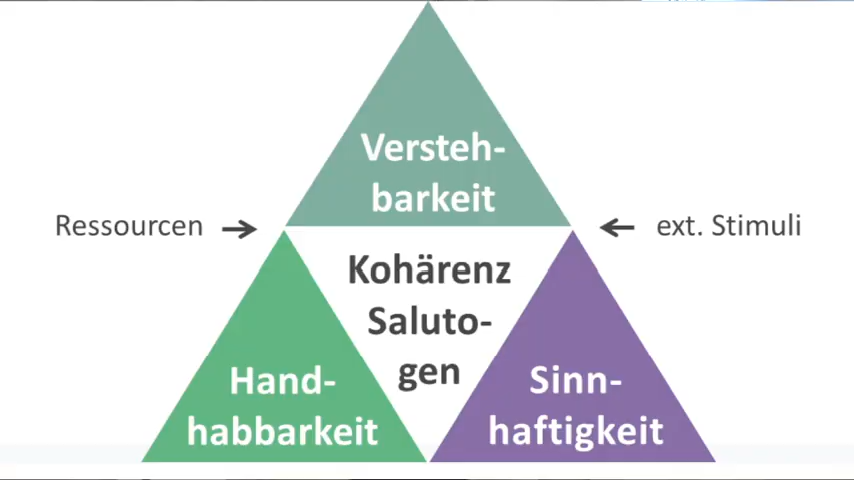 Versteh-
barkeit
Ressourcen
ext. Stimuli
Kohärenz
Saluto-
gen
Hand-
habbarkeit
Sinn-
haftigkeit